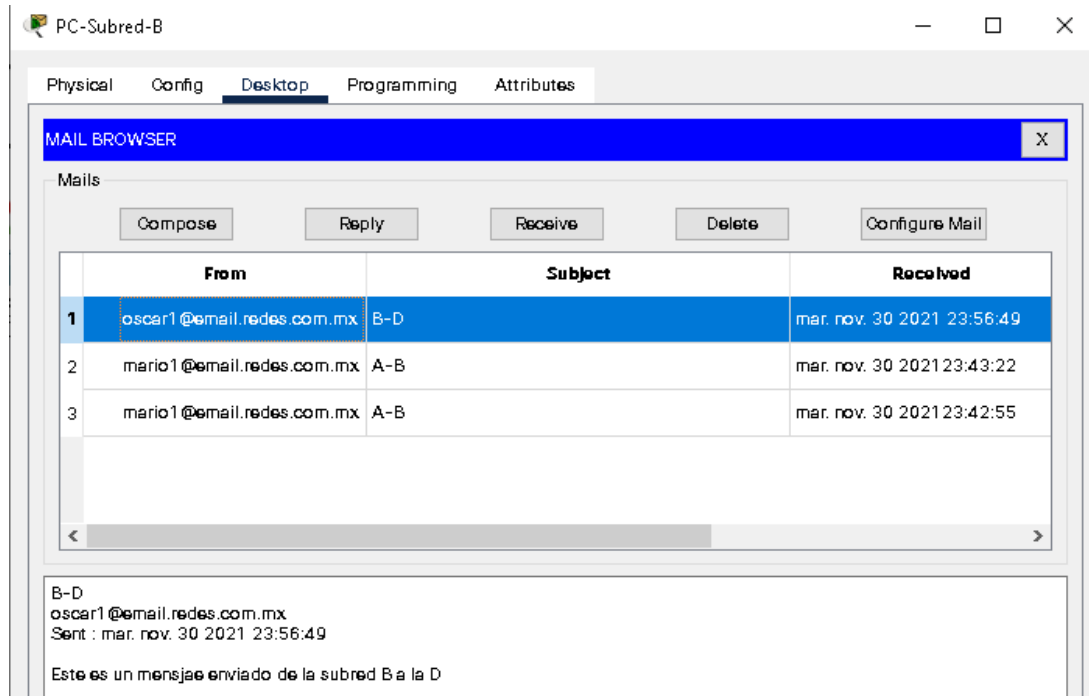 PC-Subred-B
Physical Config Desktop Programming Attributes
MAIL BROWSER X
Mails
Compose Reply Receive Delete Configure Mail
From Subject Received
1 oscar1@email.redes.com.mx B-D mar. nov. 30 2021 23:56:49
2 mario1@email.redes.com.mx A-B mar. nov. 30 2021 23:43:22
3 mario1@email.redes.com.mx A-B mar. nov. 30 2021 23:42:55
B-D
oscar1@email.redes.com.mx
Sent : mar. nov. 30 2021 23:56:49
Este es un mensjae enviado de la subred B a la D